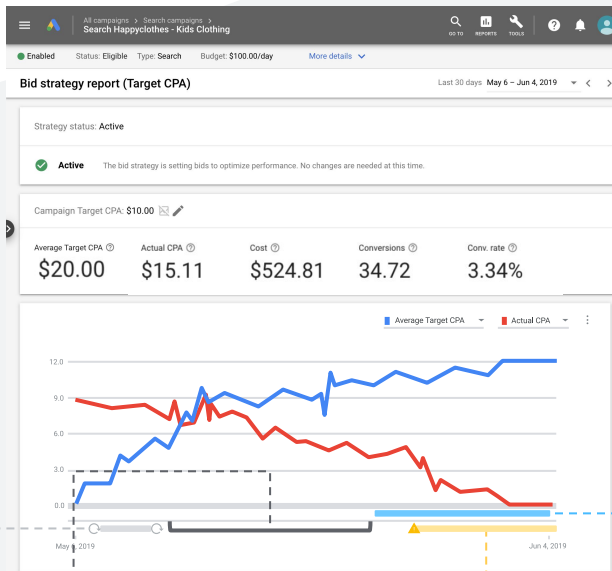 All campaigns > Search campaigns >
Search Happyclothes - Kids Clothing
GO TO
REPORTS
TOOLS
Enabled Status: Eligible Type: Search Budget: $100.00/day More details
Bid strategy report (Target CPA)
Last 30 days May 6 – Jun 4, 2019
Strategy status: Active
Active The bid strategy is setting bids to optimize performance. No changes are needed at this time.
Campaign Target CPA: $10.00
Average Target CPA Actual CPA Cost Conversions Conv. rate
$20.00 $15.11 $524.81 34.72 3.34%
Average Target CPA Actual CPA
12.0
9.0
6.0
3.0
0.0
May 2019 Jun 4, 2019